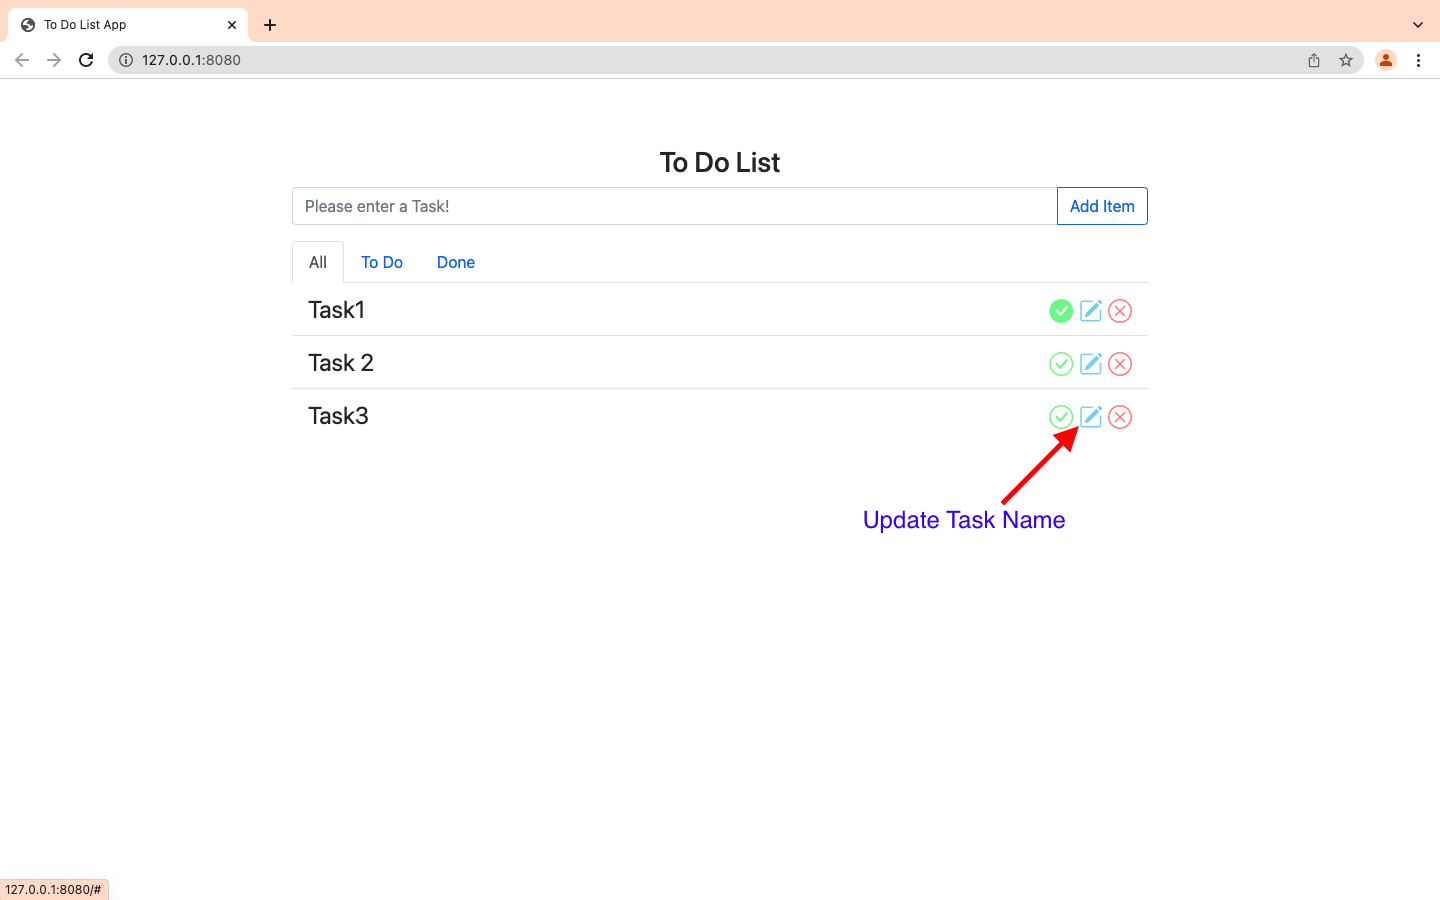 To Do List App
127.0.0.1:8080
To Do List
Please enter a Task!
Add Item
All
To Do
Done
Task1
Task 2
Task3
Update Task Name
127.0.0.1:8080/#